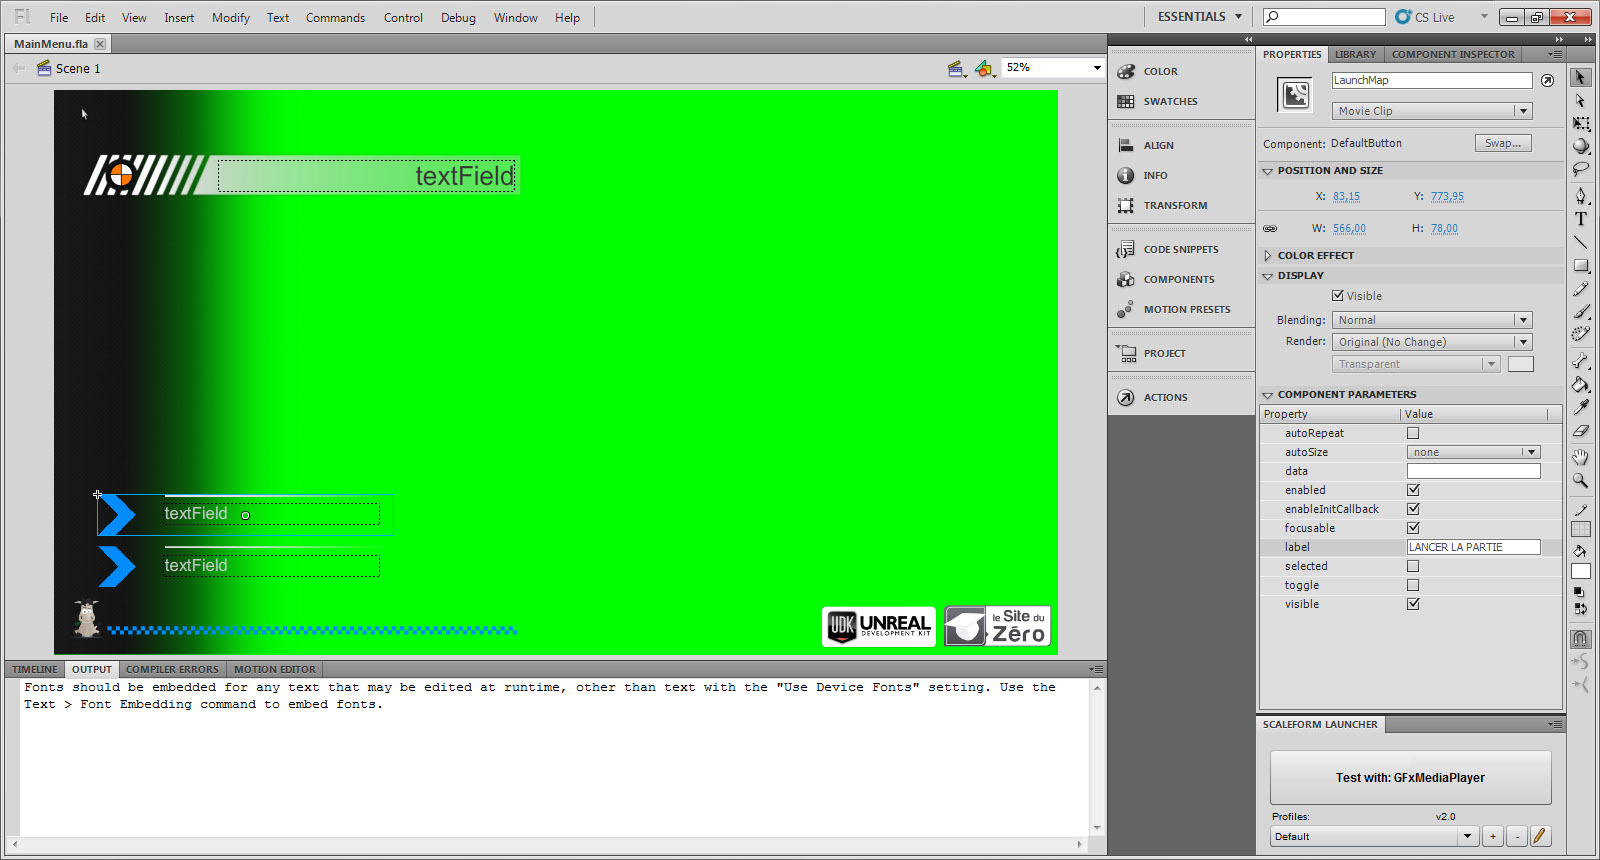 Fl File Edit View Insert Modify Text Commands Control Debug Window Help ESSENTIALS CS Live
MainMenu.fla
Scene 1 52%
textField
textField
textField
UDK UNREAL
DEVELOPMENT KIT
le Site du
Zéro
TIMELINE OUTPUT COMPILER ERRORS MOTION EDITOR
Fonts should be embedded for any text that may be edited at runtime, other than text with the "Use Device Fonts" setting. Use the
Text > Font Embedding command to embed fonts.
COLOR
SWATCHES
ALIGN
INFO
TRANSFORM
CODE SNIPPETS
COMPONENTS
MOTION PRESETS
PROJECT
ACTIONS
PROPERTIES LIBRARY COMPONENT INSPECTOR
LaunchMap
Movie Clip
Component: DefaultButton Swap...
POSITION AND SIZE
X: 83,15 Y: 773,95
W: 566,00 H: 78,00
COLOR EFFECT
DISPLAY
Visible
Blending: Normal
Render: Original (No Change)
Transparent
COMPONENT PARAMETERS
Property Value
autoRepeat
autoSize none
data
enabled
enableInitCallback
focusable
label LANCER LA PARTIE
selected
toggle
visible
SCALEFORM LAUNCHER
Test with: GFxMediaPlayer
Profiles: v2.0
Default + -